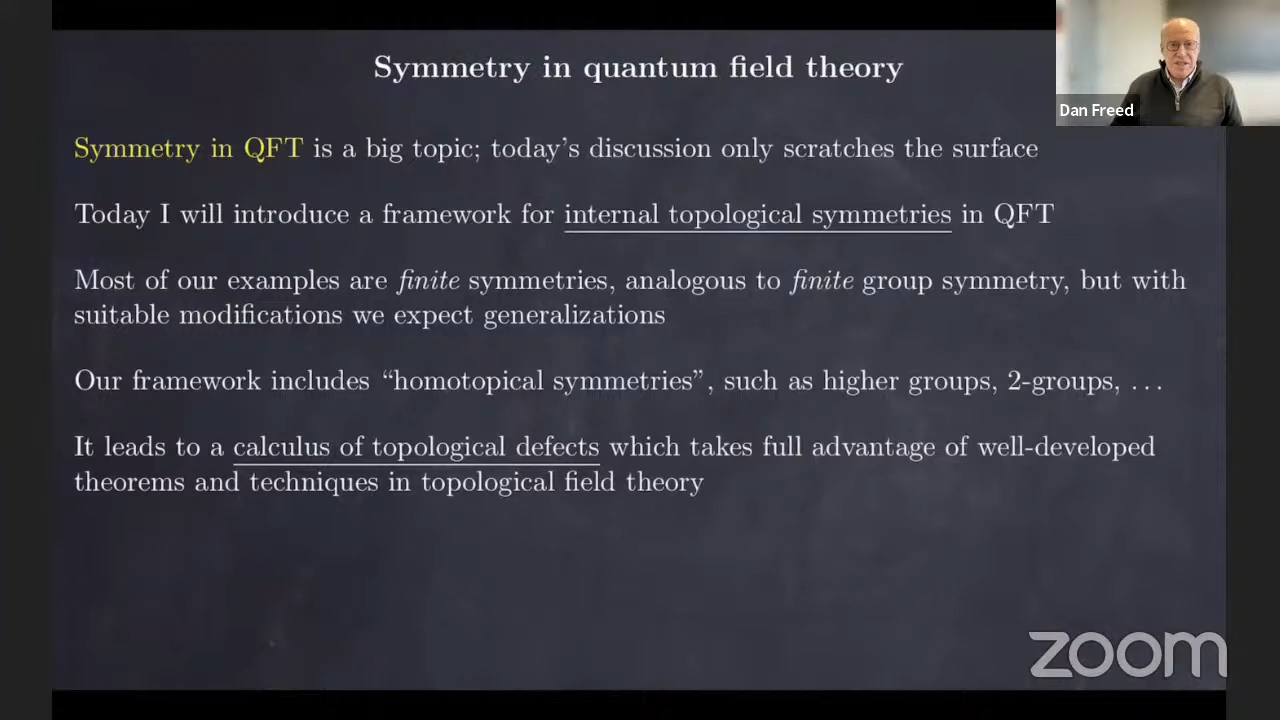 Symmetry in quantum field theory
Dan Freed
Symmetry in QFT is a big topic; today's discussion only scratches the surface
Today I will introduce a framework for internal topological symmetries in QFT
Most of our examples are finite symmetries, analogous to finite group symmetry, but with
suitable modifications we expect generalizations
Our framework includes “homotopical symmetries”, such as higher groups, 2-groups, ...
It leads to a calculus of topological defects which takes full advantage of well-developed
theorems and techniques in topological field theory
zoom